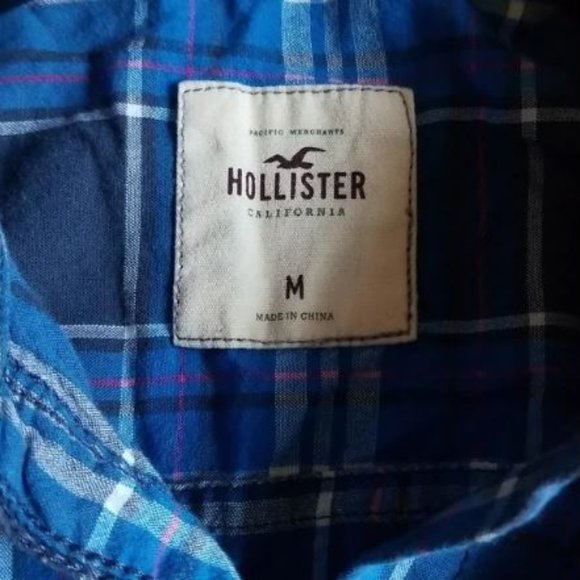 PACIFIC MERCHANTS
HOLLISTER
CALIFORNIA
M
MADE IN CHINA